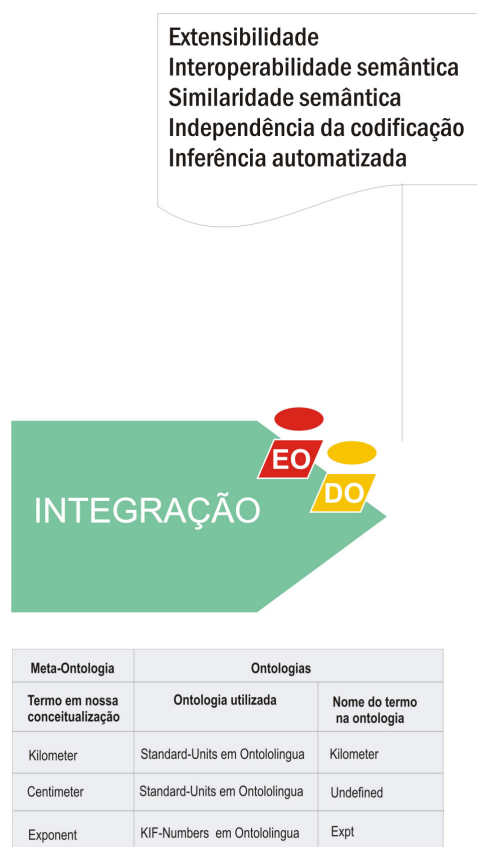 Extensibilidade
Interoperabilidade semântica
Similaridade semântica
Independência da codificação
Inferência automatizada
EO
DO
INTEGRAÇÃO
Meta-Ontologia Ontologias
Termo em nossa conceitualização Ontologia utilizada Nome do termo na ontologia
Kilometer Standard-Units em Ontololingua Kilometer
Centimeter Standard-Units em Ontololingua Undefined
Exponent KIF-Numbers em Ontololingua Expt